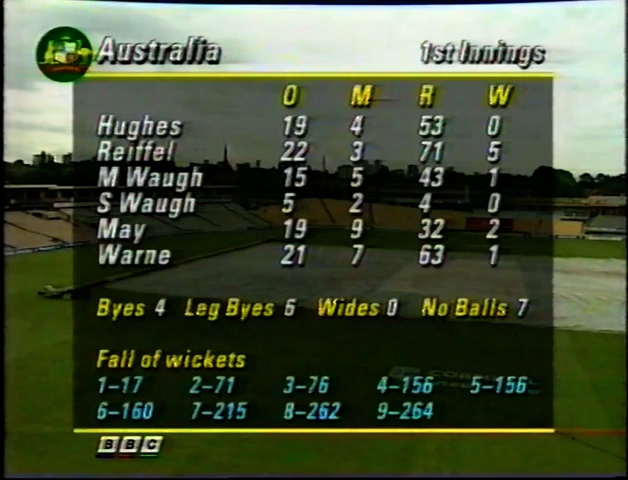 Australia 1st Innings
O M R W
Hughes 19 4 53 0
Reiffel 22 3 71 5
M Waugh 15 5 43 1
S Waugh 5 2 4 0
May 19 9 32 2
Warne 21 7 63 1
Byes 4 Leg Byes 6 Wides 0 No Balls 7
Fall of wickets
1-17 2-71 3-76 4-156 5-156
6-160 7-215 8-262 9-264
BBC